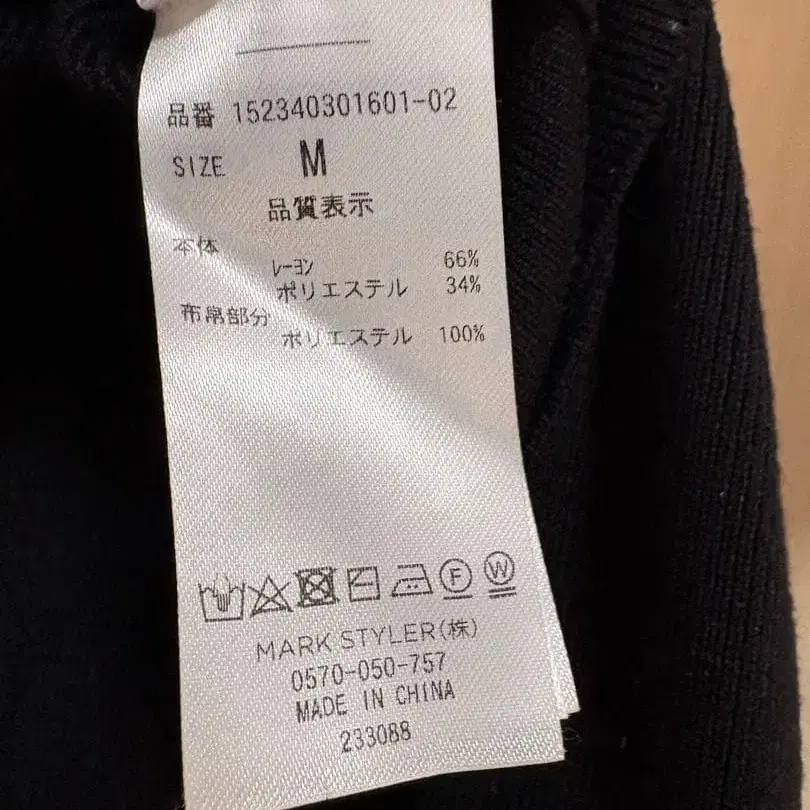 品番 152340301601-02
SIZE M
品質表示
本体
ﾚｰﾖﾝ 66%
ポリエステル 34%
布帛部分
ポリエステル 100%
F W
MARK STYLER(株)
0570-050-757
MADE IN CHINA
233088